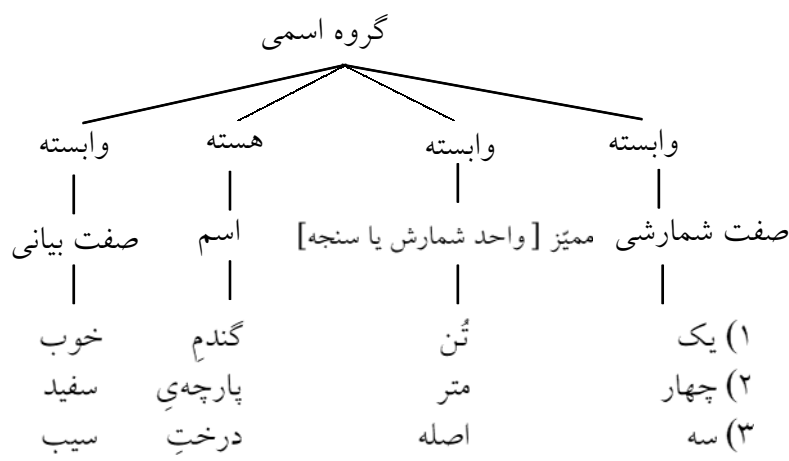 گروه اسمی
وابسته وابسته هسته وابسته
صفت شمارشی ممیّز [واحد شمارش یا سنجه] اسم صفت بیانی
۱) یک تُن گندمِ خوب
۲) چهار متر پارچه‌یِ سفید
۳) سه اصله درختِ سیب